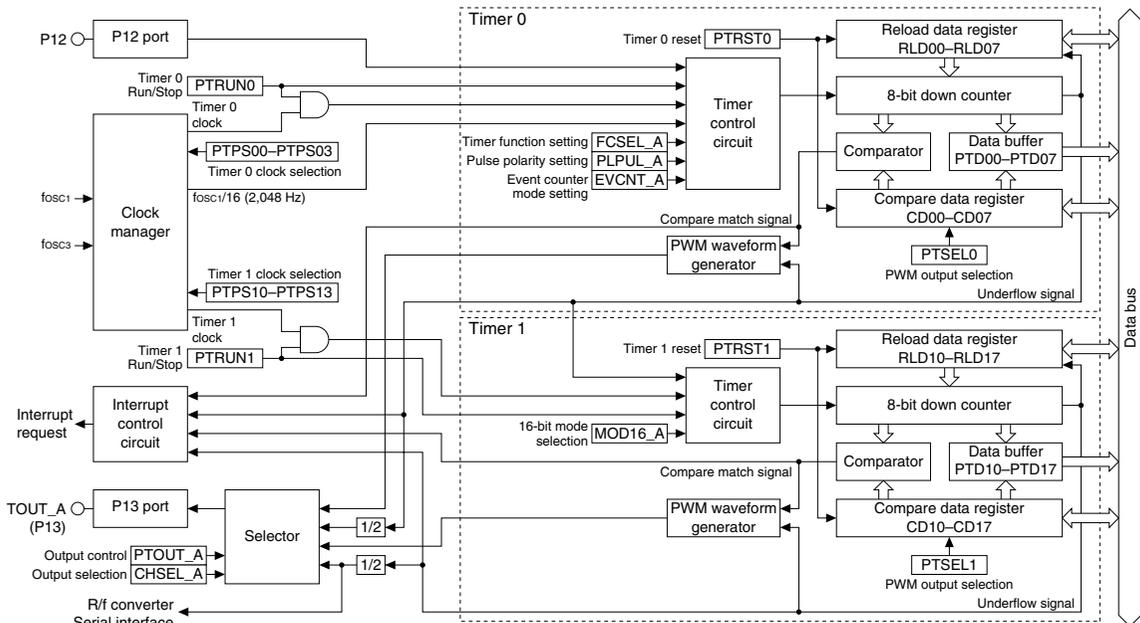 Timer 0
P12
P12 port
Timer 0 reset
PTRST0
Reload data register
RLD00–RLD07
Timer 0
Run/Stop
PTRUN0
Timer 0
clock
Timer
control
circuit
8-bit down counter
Timer function setting
FCSEL_A
Pulse polarity setting
PLPUL_A
Event counter
mode setting
EVCNT_A
Comparator
Data buffer
PTD00–PTD07
PTPS00–PTPS03
Timer 0 clock selection
fOSC1
fOSC1/16 (2,048 Hz)
Clock
manager
fOSC3
Compare data register
CD00–CD07
Compare match signal
PWM waveform
generator
PTSEL0
PWM output selection
Timer 1 clock selection
PTPS10–PTPS13
Underflow signal
Data bus
Timer 1
Timer 1
clock
Timer 1
Run/Stop
PTRUN1
Timer 1 reset
PTRST1
Reload data register
RLD10–RLD17
Timer
control
circuit
8-bit down counter
Interrupt
request
Interrupt
control
circuit
16-bit mode
selection
MOD16_A
Comparator
Data buffer
PTD10–PTD17
Compare match signal
TOUT_A
(P13)
P13 port
Selector
1/2
PWM waveform
generator
Compare data register
CD10–CD17
Output control
PTOUT_A
Output selection
CHSEL_A
1/2
PTSEL1
PWM output selection
Underflow signal
R/f converter
Serial interface